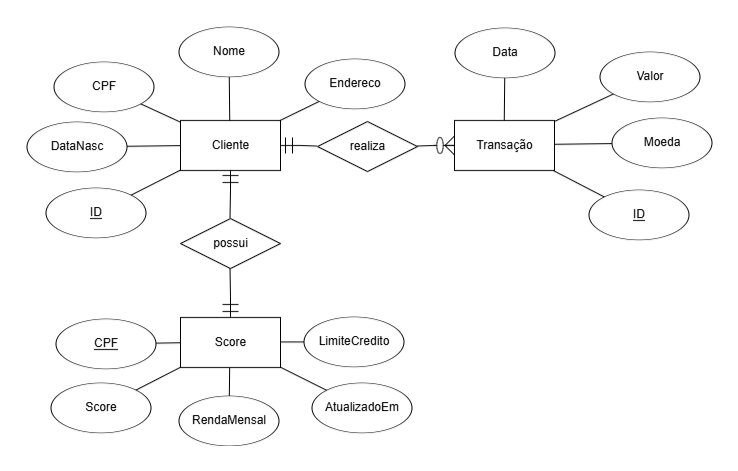 Nome
Data
CPF
Endereco
Valor
DataNasc
Cliente
realiza
Transação
Moeda
ID
ID
possui
CPF
Score
LimiteCredito
Score
RendaMensal
AtualizadoEm